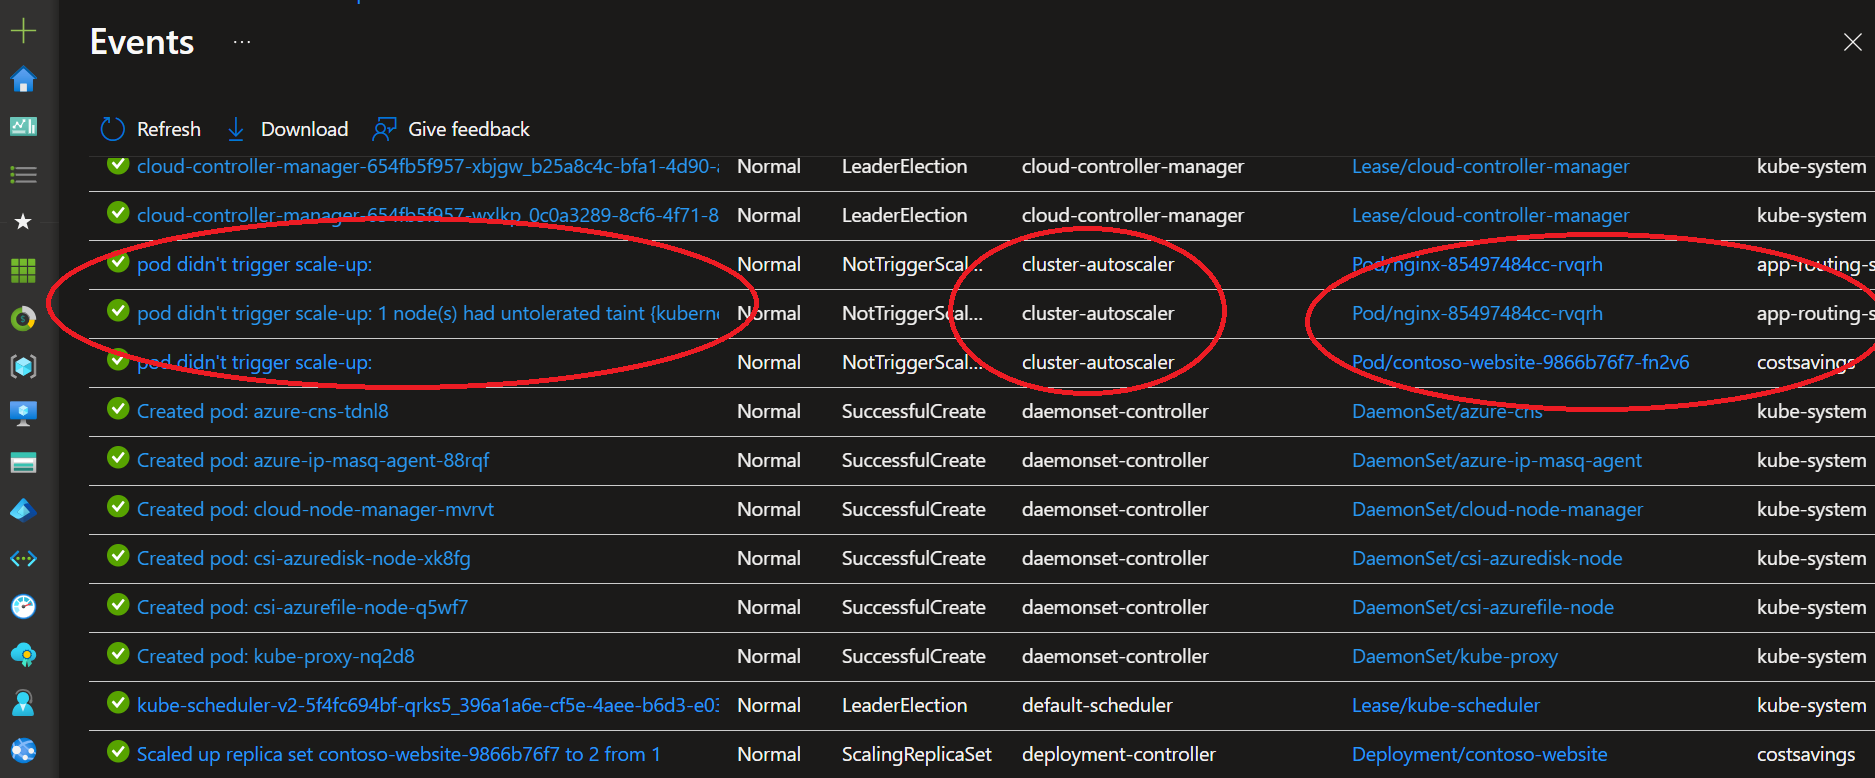 Events ...
Refresh Download Give feedback
cloud-controller-manager-654fb5f957-xbjgw_b25a8c4c-bfa1-4d90- Normal LeaderElection cloud-controller-manager Lease/cloud-controller-manager kube-system
cloud-controller-manager-654fb5f957-wxlkp_0c0a3289-8cf6-4f71-8 Normal LeaderElection cloud-controller-manager Lease/cloud-controller-manager kube-system
pod didn't trigger scale-up: Normal NotTriggerScal... cluster-autoscaler Pod/nginx-85497484cc-rvqrh app-routing-s
pod didn't trigger scale-up: 1 node(s) had untolerated taint {kuberne Normal NotTriggerScal... cluster-autoscaler Pod/nginx-85497484cc-rvqrh app-routing-s
pod didn't trigger scale-up: Normal NotTriggerScal... cluster-autoscaler Pod/contoso-website-9866b76f7-fn2v6 costsavings
Created pod: azure-cns-tdnl8 Normal SuccessfulCreate daemonset-controller DaemonSet/azure-cns kube-system
Created pod: azure-ip-masq-agent-88rqf Normal SuccessfulCreate daemonset-controller DaemonSet/azure-ip-masq-agent kube-system
Created pod: cloud-node-manager-mvrvt Normal SuccessfulCreate daemonset-controller DaemonSet/cloud-node-manager kube-system
Created pod: csi-azuredisk-node-xk8fg Normal SuccessfulCreate daemonset-controller DaemonSet/csi-azuredisk-node kube-system
Created pod: csi-azurefile-node-q5wf7 Normal SuccessfulCreate daemonset-controller DaemonSet/csi-azurefile-node kube-system
Created pod: kube-proxy-nq2d8 Normal SuccessfulCreate daemonset-controller DaemonSet/kube-proxy kube-system
kube-scheduler-v2-5f4fc694bf-qrks5_396a1a6e-cf5e-4aee-b6d3-e03 Normal LeaderElection default-scheduler Lease/kube-scheduler kube-system
Scaled up replica set contoso-website-9866b76f7 to 2 from 1 Normal ScalingReplicaSet deployment-controller Deployment/contoso-website costsavings